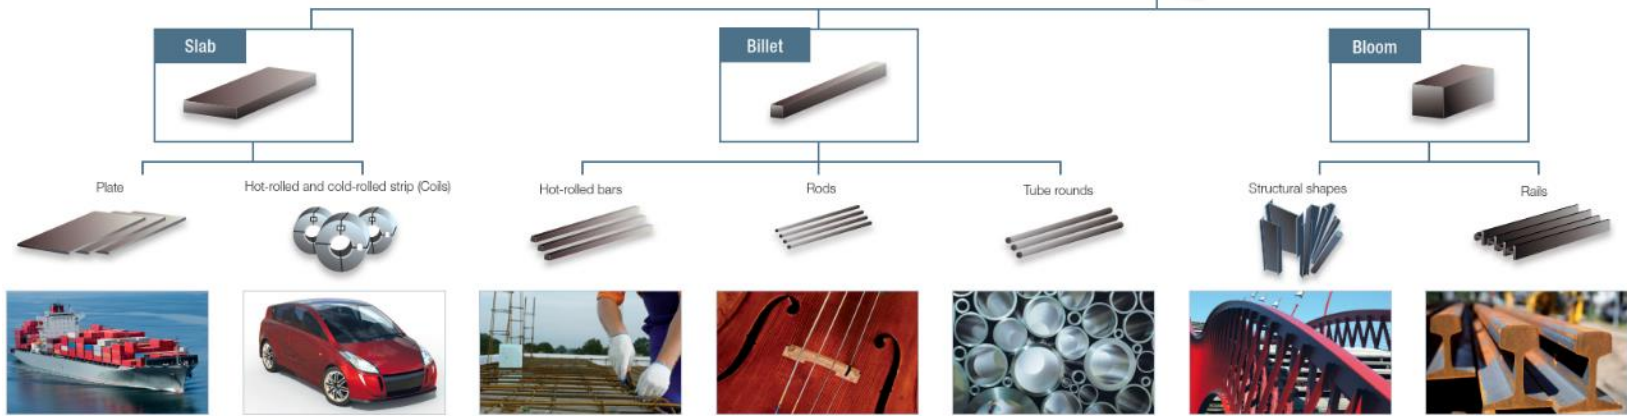 Slab
Billet
Bloom
Plate
Hot-rolled and cold-rolled strip (Coils)
Hot-rolled bars
Rods
Tube rounds
Structural shapes
Rails